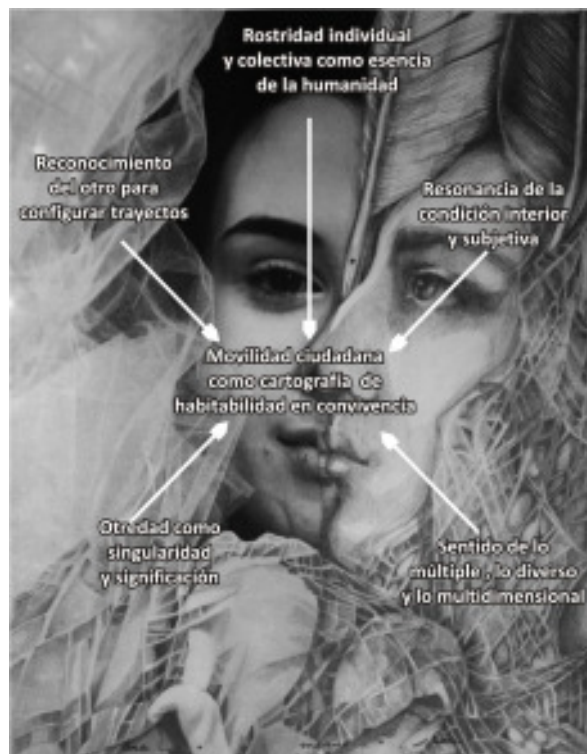 Rostridad individual
y colectiva como esencia
de la humanidad
Reconocimiento
del otro para
configurar trayectos
Resonancia de la
condición interior
y subjetiva
Movilidad ciudadana
como cartografía de
habitabilidad en convivencia
Otredad como
singularidad
y significación
Sentido de lo
múltiple , lo diverso
y lo multidimensional